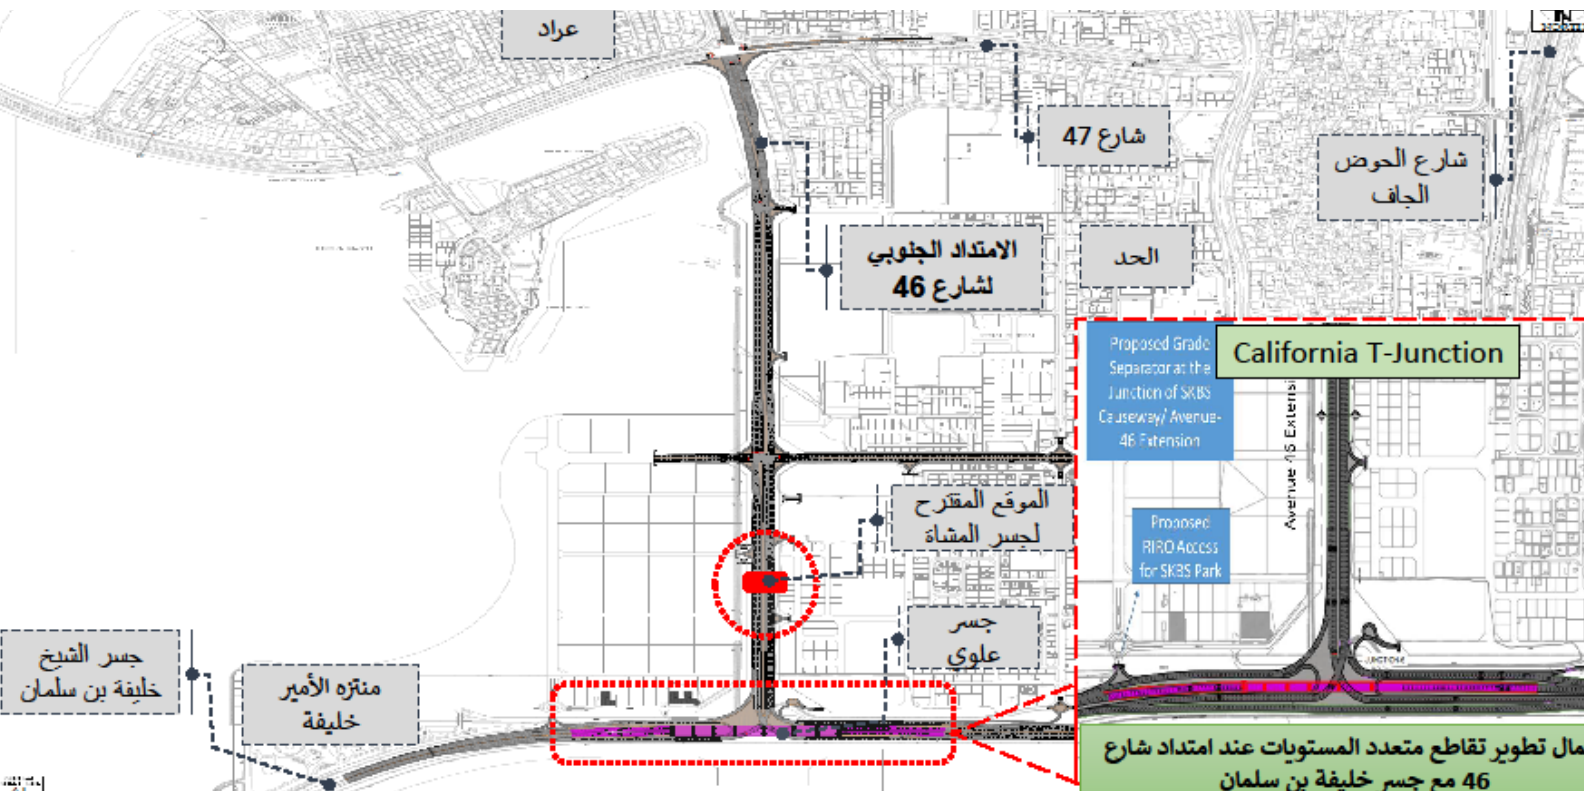 عراد
شارع 47
شارع الحوض
الجاف
الامتداد الجنوبي
لشارع 46
الحد
Proposed Grade
Separator at the
Junction of SKBS
Causeway/ Avenue-
46 Extension
California T-Junction
Avenue 46 Extensi
الموقع المقترح
لجسر المشاة
Proposed
RIRO Access
for SKBS Park
جسر
علوي
جسر الشيخ
خليفة بن سلمان
منتزه الأمير
خليفة
مال تطوير تقاطع متعدد المستويات عند امتداد شارع
46 مع جسر خليفة بن سلمان